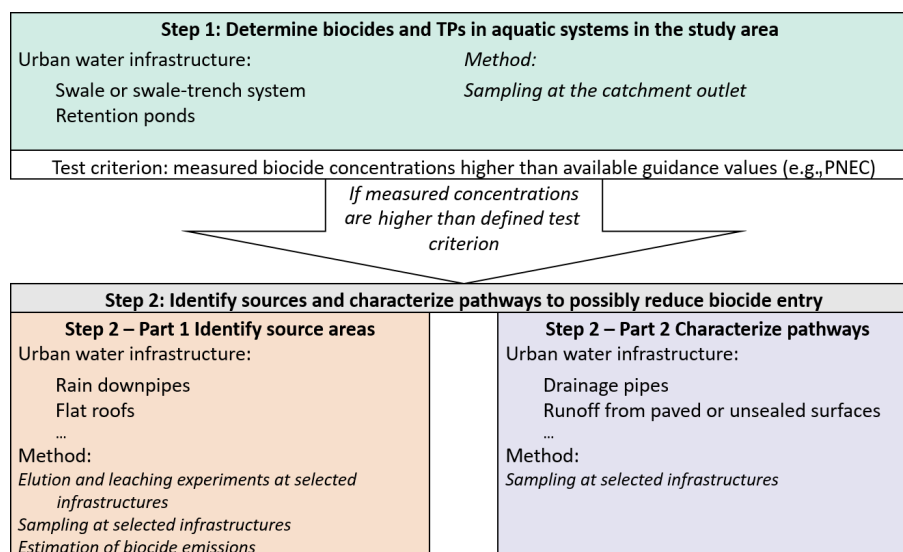 Step 1: Determine biocides and TPs in aquatic systems in the study area
Urban water infrastructure:
Swale or swale-trench system
Retention ponds
Method:
Sampling at the catchment outlet
Test criterion: measured biocide concentrations higher than available guidance values (e.g.,PNEC)
If measured concentrations
are higher than defined test
criterion
Step 2: Identify sources and characterize pathways to possibly reduce biocide entry
Step 2 – Part 1 Identify source areas
Urban water infrastructure:
Rain downpipes
Flat roofs
...
Method:
Elution and leaching experiments at selected
infrastructures
Sampling at selected infrastructures
Estimation of biocide emissions
Step 2 – Part 2 Characterize pathways
Urban water infrastructure:
Drainage pipes
Runoff from paved or unsealed surfaces
...
Method:
Sampling at selected infrastructures